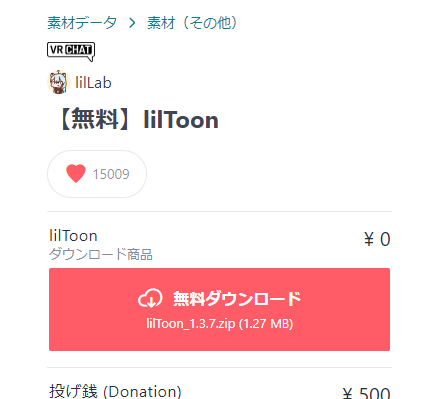 素材データ > 素材（その他）
VRCHAT
lilLab
【無料】lilToon
15009
lilToon
¥ 0
ダウンロード商品
無料ダウンロード
lilToon_1.3.7.zip (1.27 MB)
投げ銭 (Donation)
¥ 500